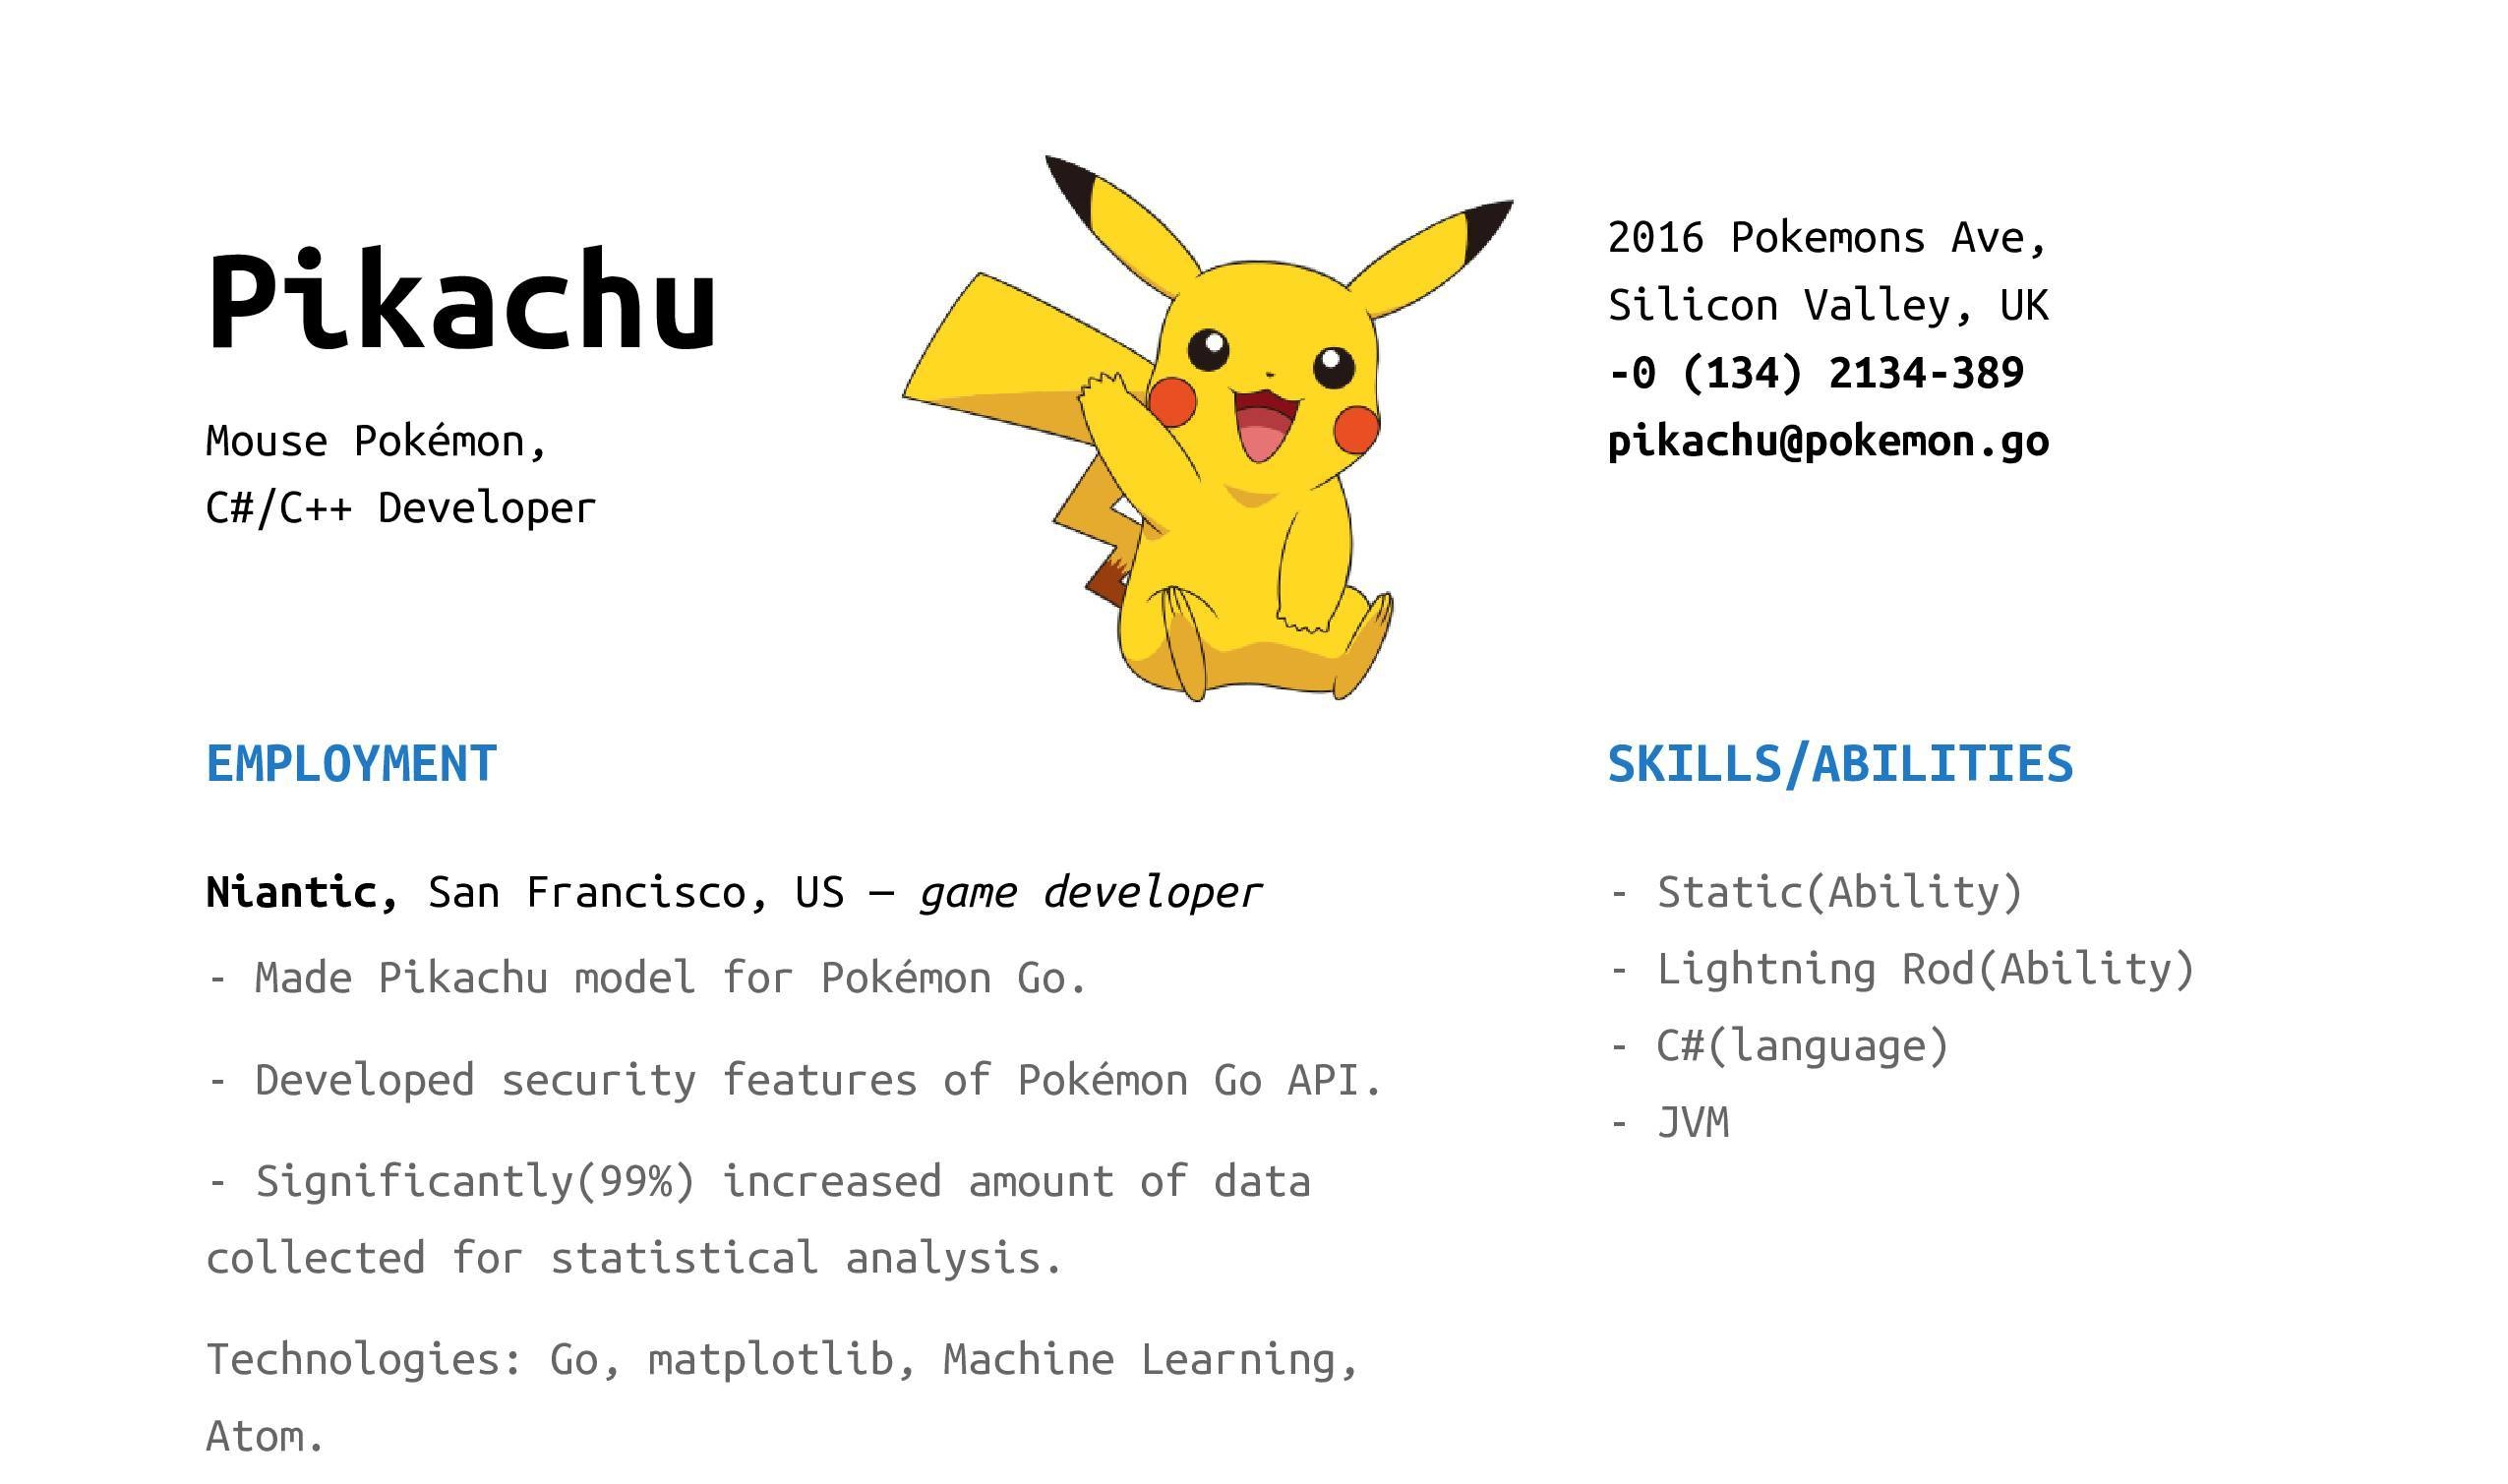 Pikachu
Mouse Pokémon,
C#/C++ Developer
2016 Pokemons Ave,
Silicon Valley, UK
-0 (134) 2134-389
pikachu@pokemon.go
EMPLOYMENT
Niantic, San Francisco, US — game developer
- Made Pikachu model for Pokémon Go.
- Developed security features of Pokémon Go API.
- Significantly(99%) increased amount of data
collected for statistical analysis.
Technologies: Go, matplotlib, Machine Learning,
Atom.
SKILLS/ABILITIES
- Static(Ability)
- Lightning Rod(Ability)
- C#(language)
- JVM